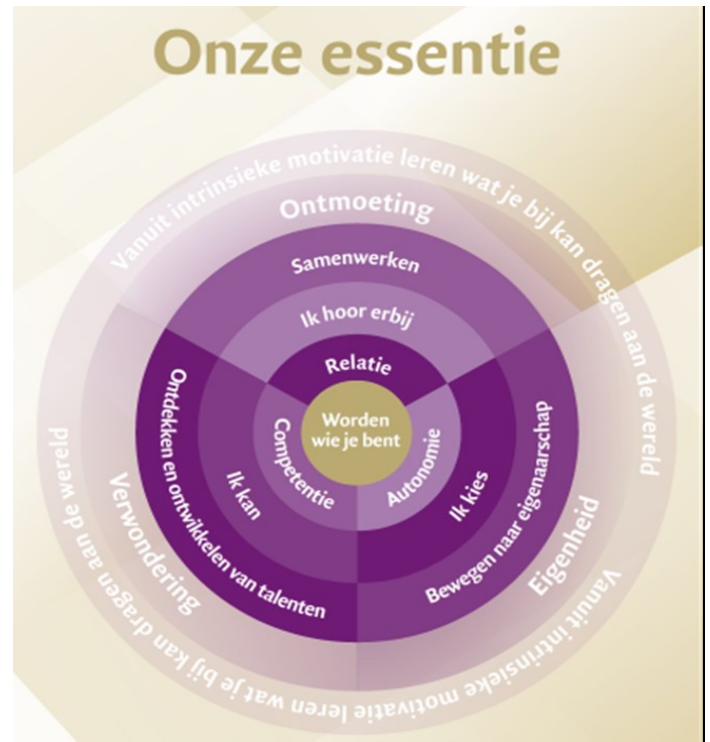 Onze essentie
Vanuit intrinsieke motivatie leren wat je bij kan dragen aan de wereld
Ontmoeting
Samenwerken
Ik hoor erbij
Relatie
Worden
wie je bent
Competentie
Autonomie
Ik kan
Ik kies
Ontdekken en ontwikkelen van talenten
Bewegen naar eigenaarschap
Verwondering
Eigenheid
Vanuit intrinsieke motivatie leren wat je bij kan dragen aan de wereld